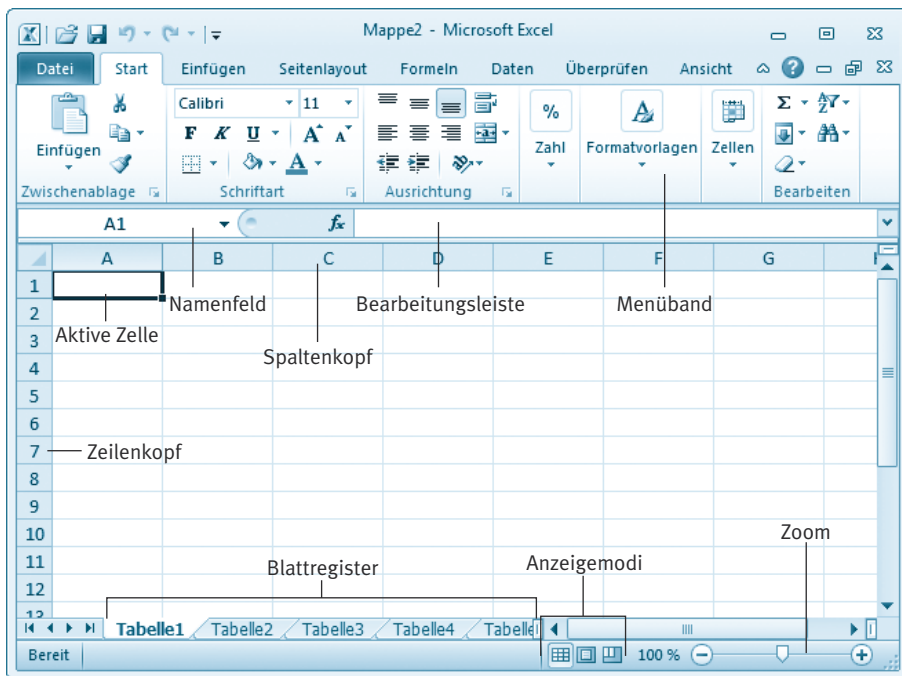 Mappe2 - Microsoft Excel
Datei Start Einfügen Seitenlayout Formeln Daten Überprüfen Ansicht
Calibri 11
F K U A A
A
Einfügen
% Zahl
A Formatvorlagen
Zellen
Σ
A Z
Zwischenablage Schriftart Ausrichtung Bearbeiten
A1 fx
A B C D E F G
1
2 Namenfeld Bearbeitungsleiste Menüband
3 Aktive Zelle
Spaltenkopf
4
5
6
7 Zeilenkopf
8
9
10 Zoom
11 Blattregister Anzeigemodi
12
Tabelle1 Tabelle2 Tabelle3 Tabelle4
Bereit 100 %